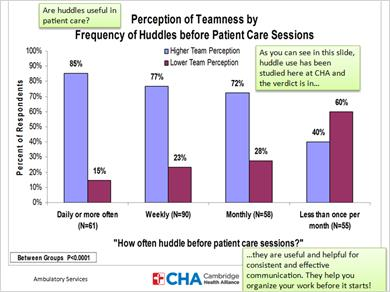 Are huddles useful in
patient care?
Perception of Teamness by
Frequency of Huddles before Patient Care Sessions
Higher Team Perception
Lower Team Perception
As you can see in this slide,
huddle use has been
studied here at CHA and
the verdict is in...
Percent of Respondents
100%
90%
80%
70%
60%
50%
40%
30%
20%
10%
0%
85%
15%
77%
23%
72%
28%
40%
60%
Daily or more often
(N=61)
Weekly (N=90)
Monthly (N=58)
Less than once per
month (N=55)
"How often huddle before patient care sessions?"
Between Groups P<0.0001
...they are useful and helpful for
consistent and effective
communication. They help you
organize your work before it starts!
Ambulatory Services
CHA Cambridge
Health Alliance